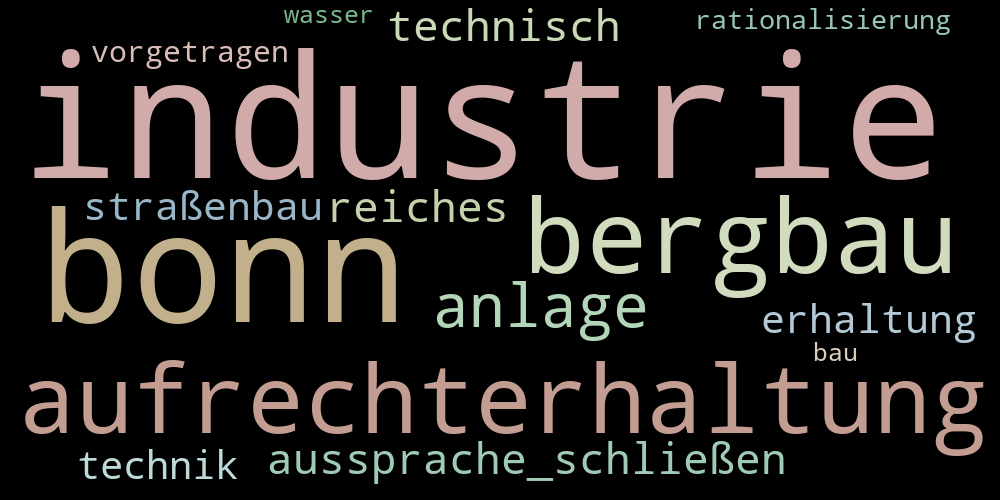 wasser technisch rationalisierung
vorgetragen
industrie
straßenbau reiches
bonn bergbau
anlage erhaltung
bau
aufrechterhaltung
technik aussprache_schließen